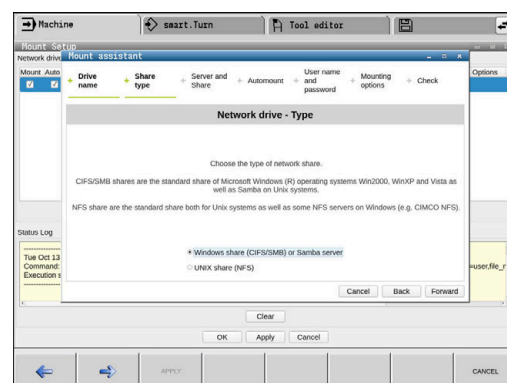 Machine
smart.Turn
Tool editor
Mount Setup
Network drive
Mount Auto
Options
Mount assistant
Drive name
Share type
Server and Share
Automount
User name and password
Mounting options
Check
Network drive - Type
Choose the type of network share.
CIFS/SMB shares are the standard share of Microsoft Windows (R) operating systems Win2000, WinXP and Vista as
well as Samba on Unix systems.
NFS share are the standard share both for Unix systems as well as some NFS servers on Windows (e.g. CIMCO NFS).
Windows share (CIFS/SMB) or Samba server
UNIX share (NFS)
Cancel Back Forward
Status Log
Tue Oct 13
Command:
Execution s
=user,file_r
Clear
OK Apply Cancel
APPLY
CANCEL